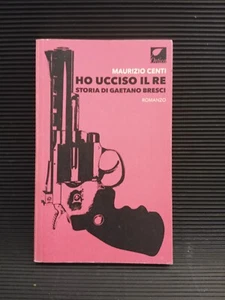 MAURIZIO CENTI
HO UCCISO IL RE
STORIA DI GAETANO BRESCI
ROMANZO